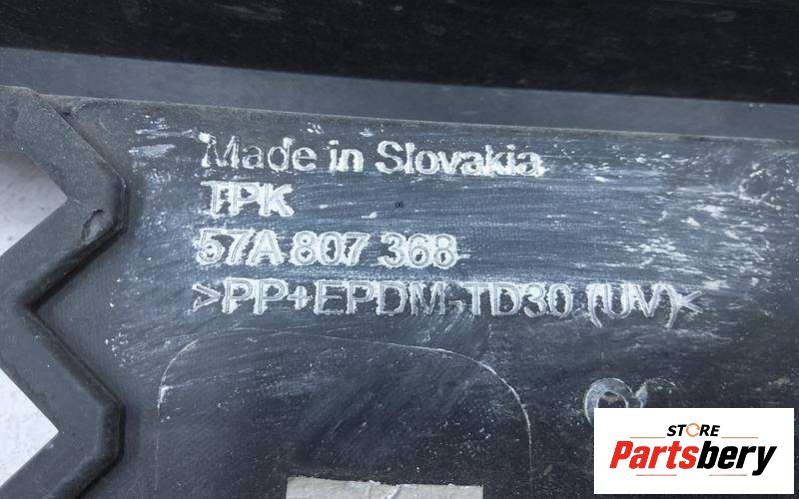 Made in Slovakia
TPK
57A 807 368
>PP+EPDM-TD30 (UV)<
STORE
Partsbery